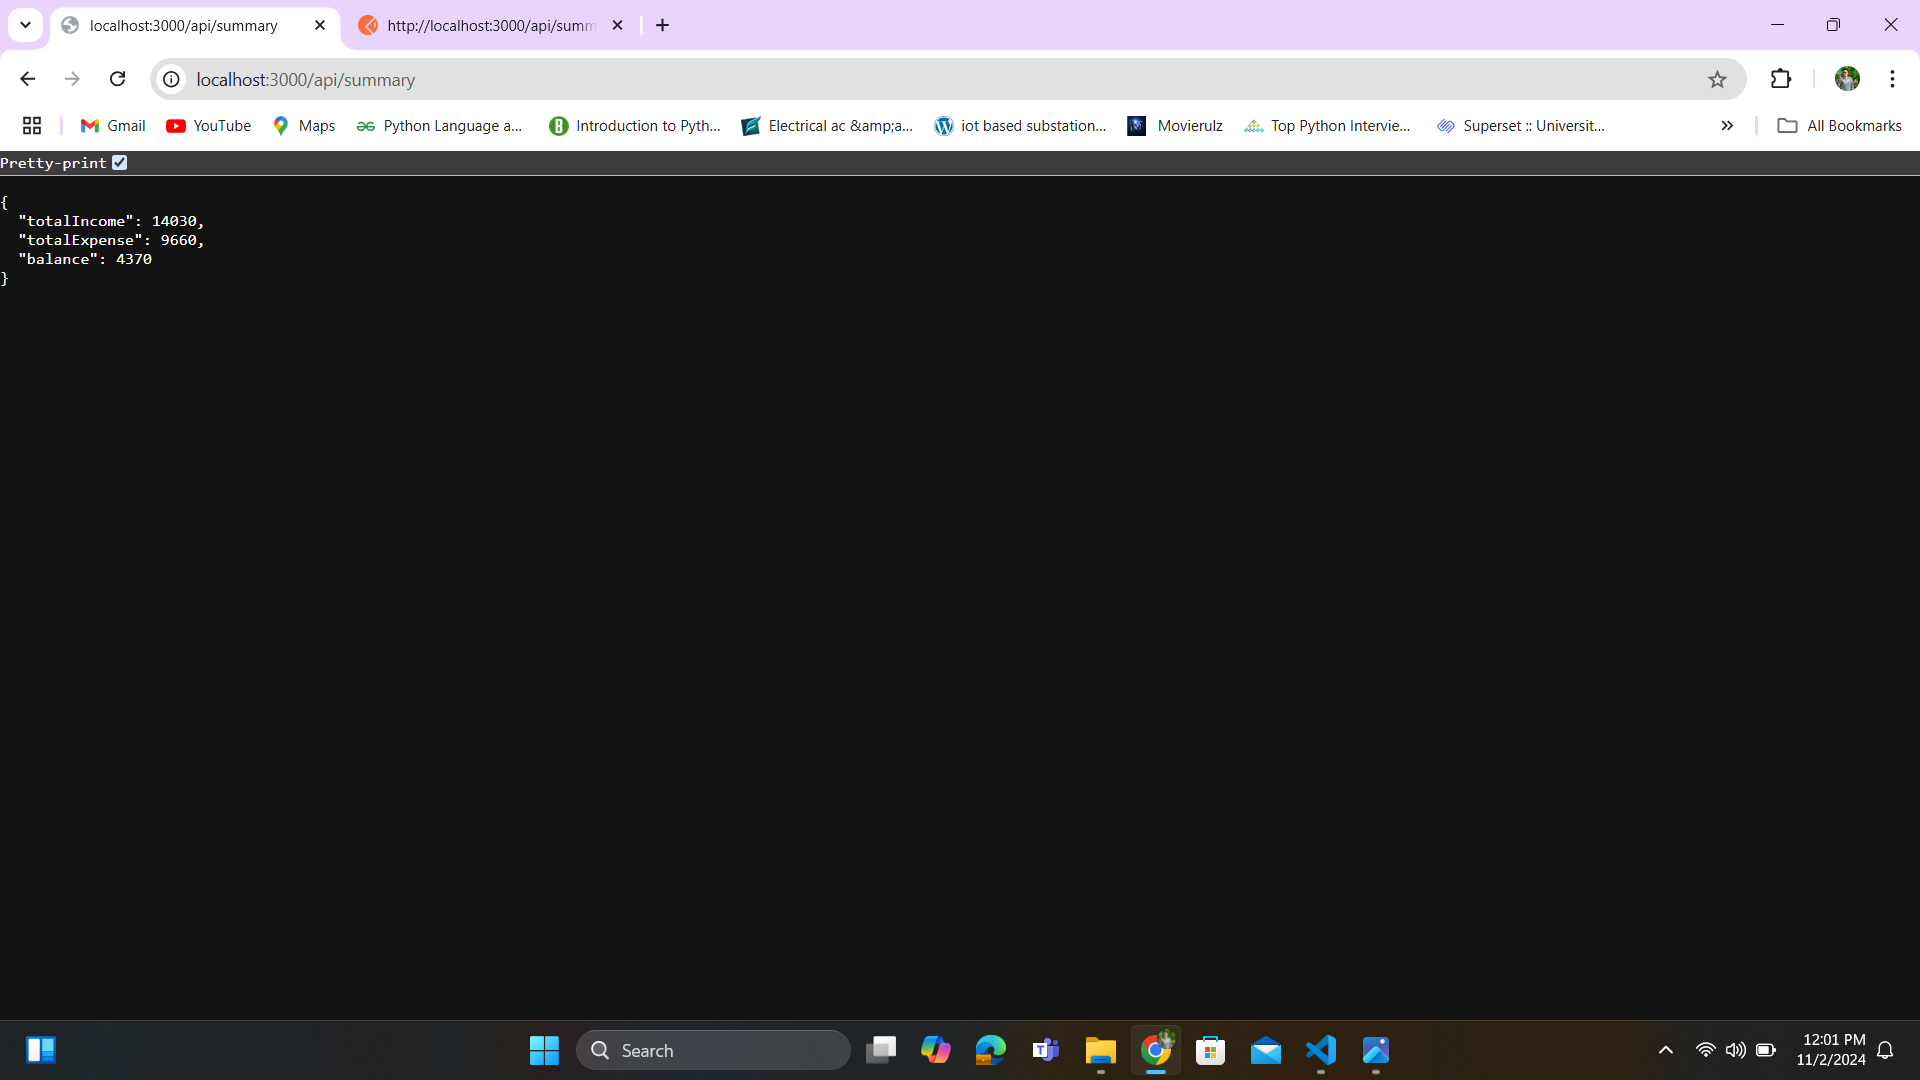 localhost:3000/api/summary
http://localhost:3000/api/summ
localhost:3000/api/summary
Gmail
YouTube
Maps
Python Language a...
Introduction to Pyth...
Electrical ac &amp;a...
iot based substation...
Movierulz
Top Python Intervie...
Superset :: Universit...
All Bookmarks
Pretty-print
{
"totalIncome": 14030,
"totalExpense": 9660,
"balance": 4370
}
Search
12:01 PM
11/2/2024